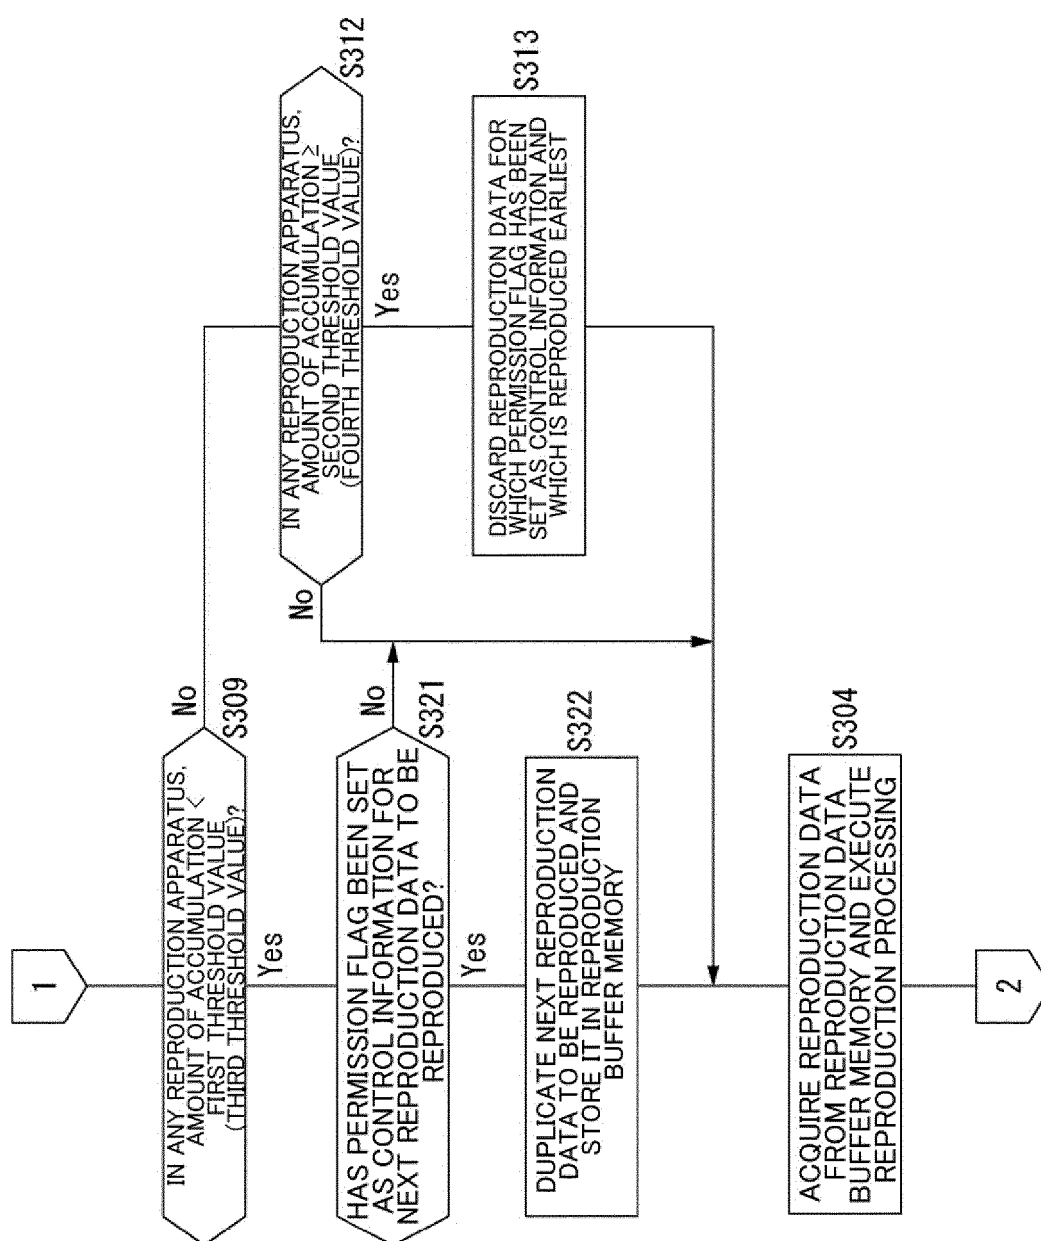 1
IN ANY REPRODUCTION APPARATUS,
AMOUNT OF ACCUMULATION <
FIRST THRESHOLD VALUE
(THIRD THRESHOLD VALUE)?
S309
No
Yes
HAS PERMISSION FLAG BEEN SET
AS CONTROL INFORMATION FOR
NEXT REPRODUCTION DATA TO BE
REPRODUCED?
S321
No
Yes
DUPLICATE NEXT REPRODUCTION
DATA TO BE REPRODUCED AND
STORE IT IN REPRODUCTION
BUFFER MEMORY
S322
IN ANY REPRODUCTION APPARATUS,
AMOUNT OF ACCUMULATION ≥
SECOND THRESHOLD VALUE
(FOURTH THRESHOLD VALUE)?
S312
No
Yes
DISCARD REPRODUCTION DATA FOR
WHICH PERMISSION FLAG HAS BEEN
SET AS CONTROL INFORMATION AND
WHICH IS REPRODUCED EARLIEST
S313
ACQUIRE REPRODUCTION DATA
FROM REPRODUCTION DATA
BUFFER MEMORY AND EXECUTE
REPRODUCTION PROCESSING
S304
2